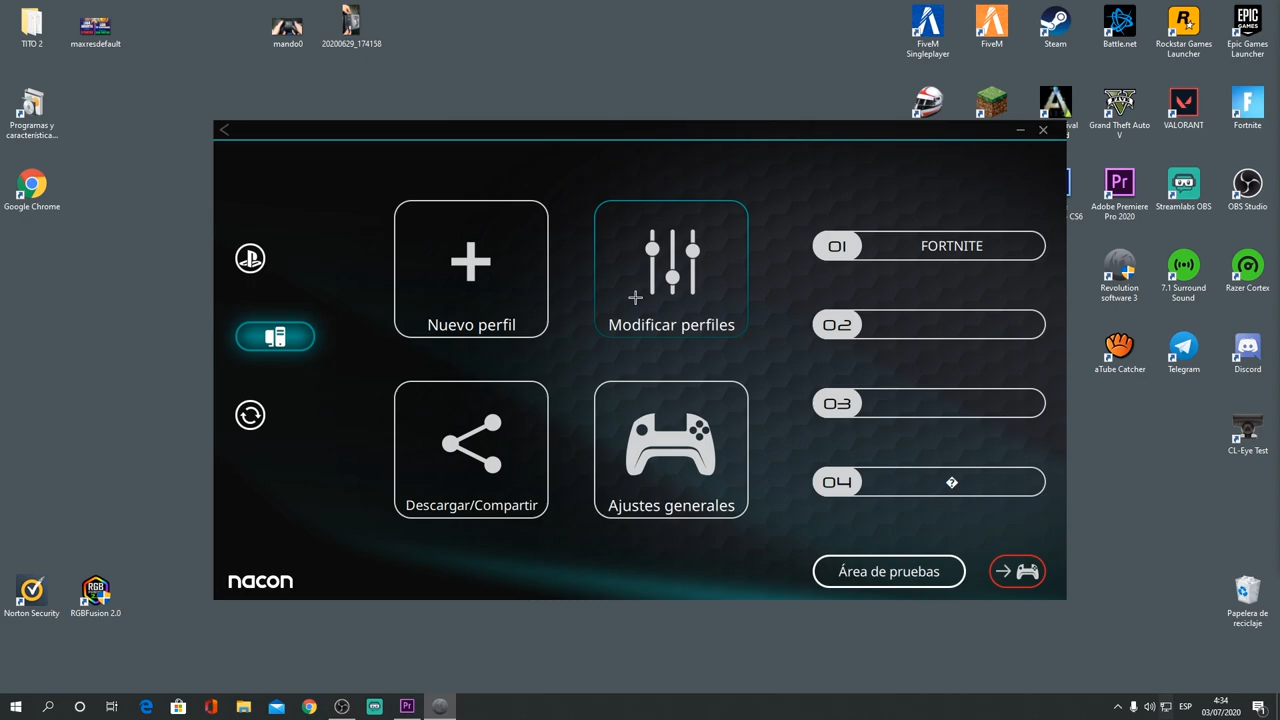 TITO 2
maxresdefault
mando0
20200629_174158
FiveM
Singleplayer
FiveM
Steam
Battle.net
Rockstar Games
Launcher
Epic Games
Launcher
Programas y
característica...
Grand Theft Auto
V
VALORANT
Fortnite
Google Chrome
Adobe Premiere
Pro 2020
Streamlabs OBS
OBS Studio
CS6
Revolution
software 3
7.1 Surround
Sound
Razer Cortex
aTube Catcher
Telegram
Discord
CL-Eye Test
Norton Security
RGBFusion 2.0
Papelera de
reciclaje
Nuevo perfil
Modificar perfiles
Descargar/Compartir
Ajustes generales
01 FORTNITE
02
03
04 �
Área de pruebas
nacon
ESP
4:34
03/07/2020